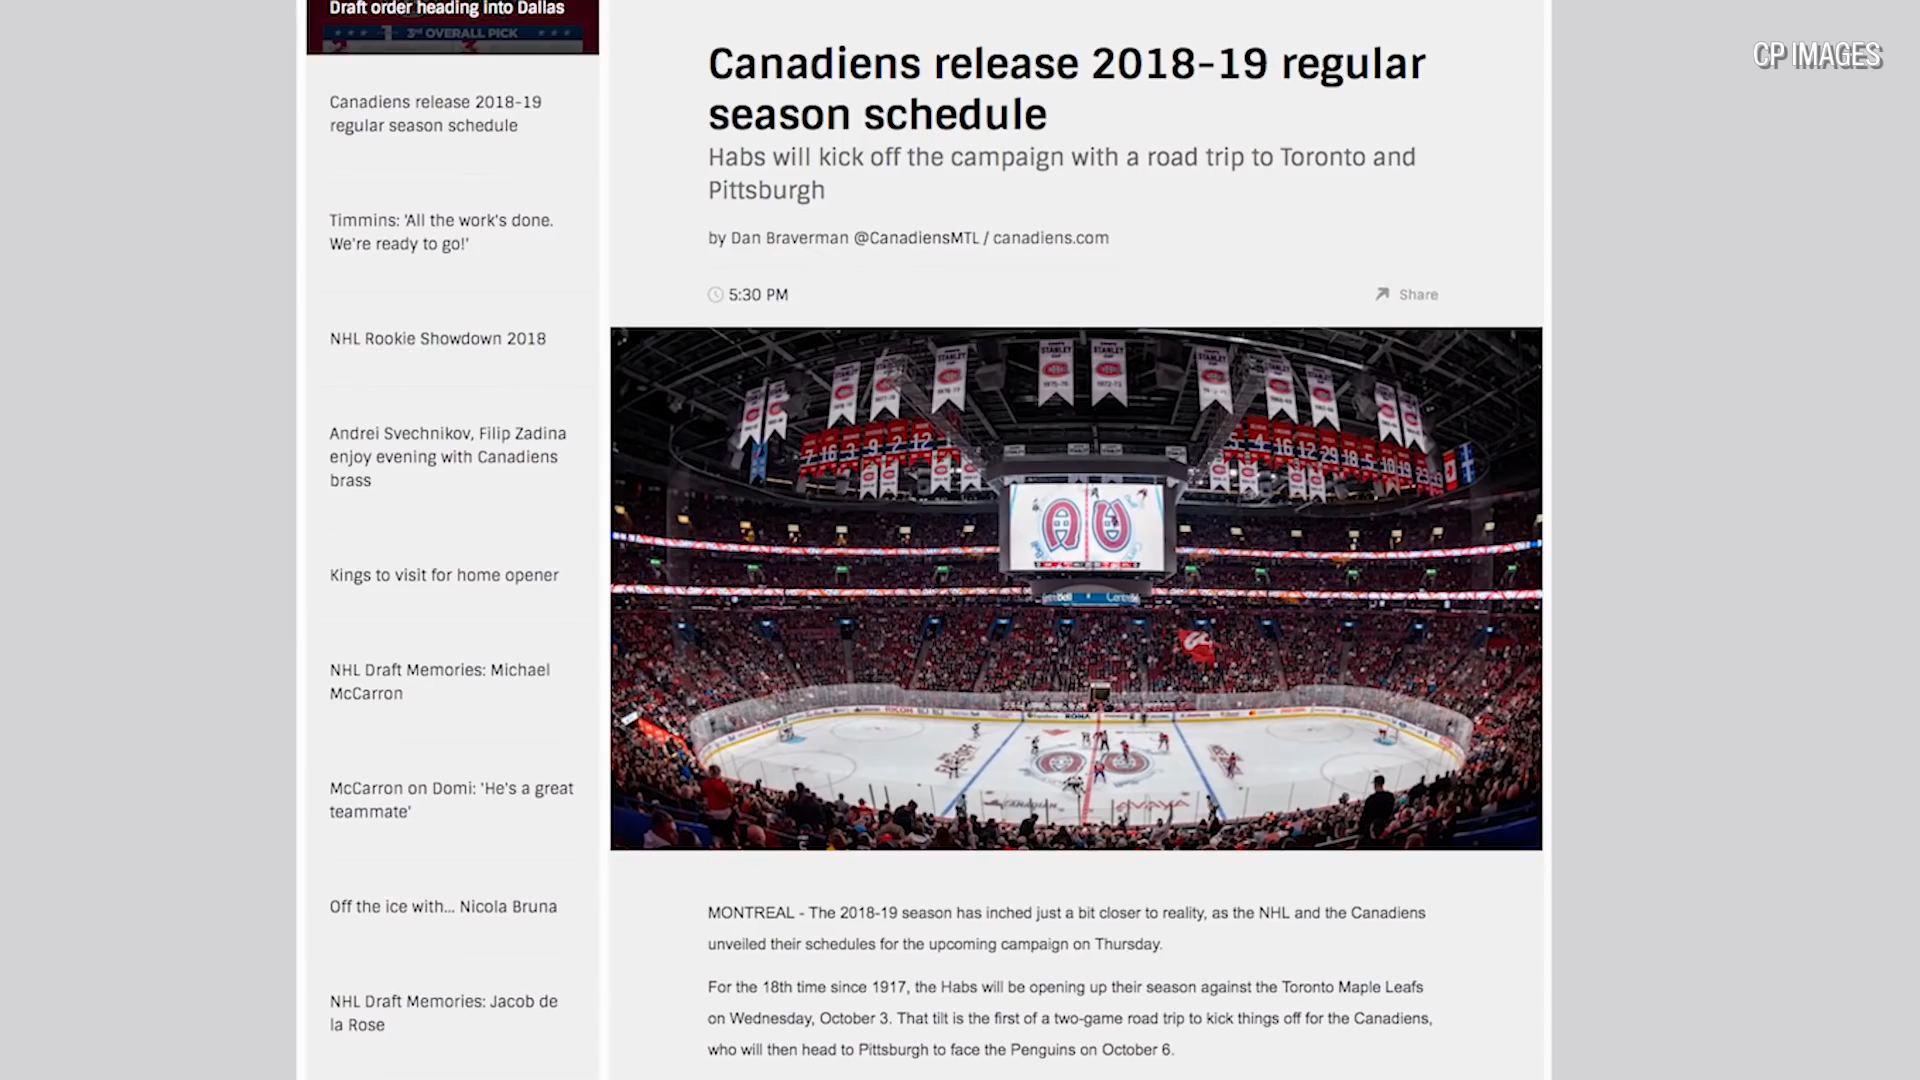 Draft order heading into Dallas
3RD OVERALL PICK
Canadiens release 2018-19
regular season schedule
Timmins: 'All the work's done.
We're ready to go!'
NHL Rookie Showdown 2018
Andrei Svechnikov, Filip Zadina
enjoy evening with Canadiens
brass
Kings to visit for home opener
NHL Draft Memories: Michael
McCarron
McCarron on Domi: 'He's a great
teammate'
Off the ice with... Nicola Bruna
NHL Draft Memories: Jacob de
la Rose
CP IMAGES
Canadiens release 2018-19 regular
season schedule
Habs will kick off the campaign with a road trip to Toronto and
Pittsburgh
by Dan Braverman @CanadiensMTL / canadiens.com
5:30 PM
Share
STANLEY
STANLEY
STANLEY
RONA
CANADIAN
AVAYA
MONTREAL - The 2018-19 season has inched just a bit closer to reality, as the NHL and the Canadiens
unveiled their schedules for the upcoming campaign on Thursday.
For the 18th time since 1917, the Habs will be opening up their season against the Toronto Maple Leafs
on Wednesday, October 3. That tilt is the first of a two-game road trip to kick things off for the Canadiens,
who will then head to Pittsburgh to face the Penguins on October 6.